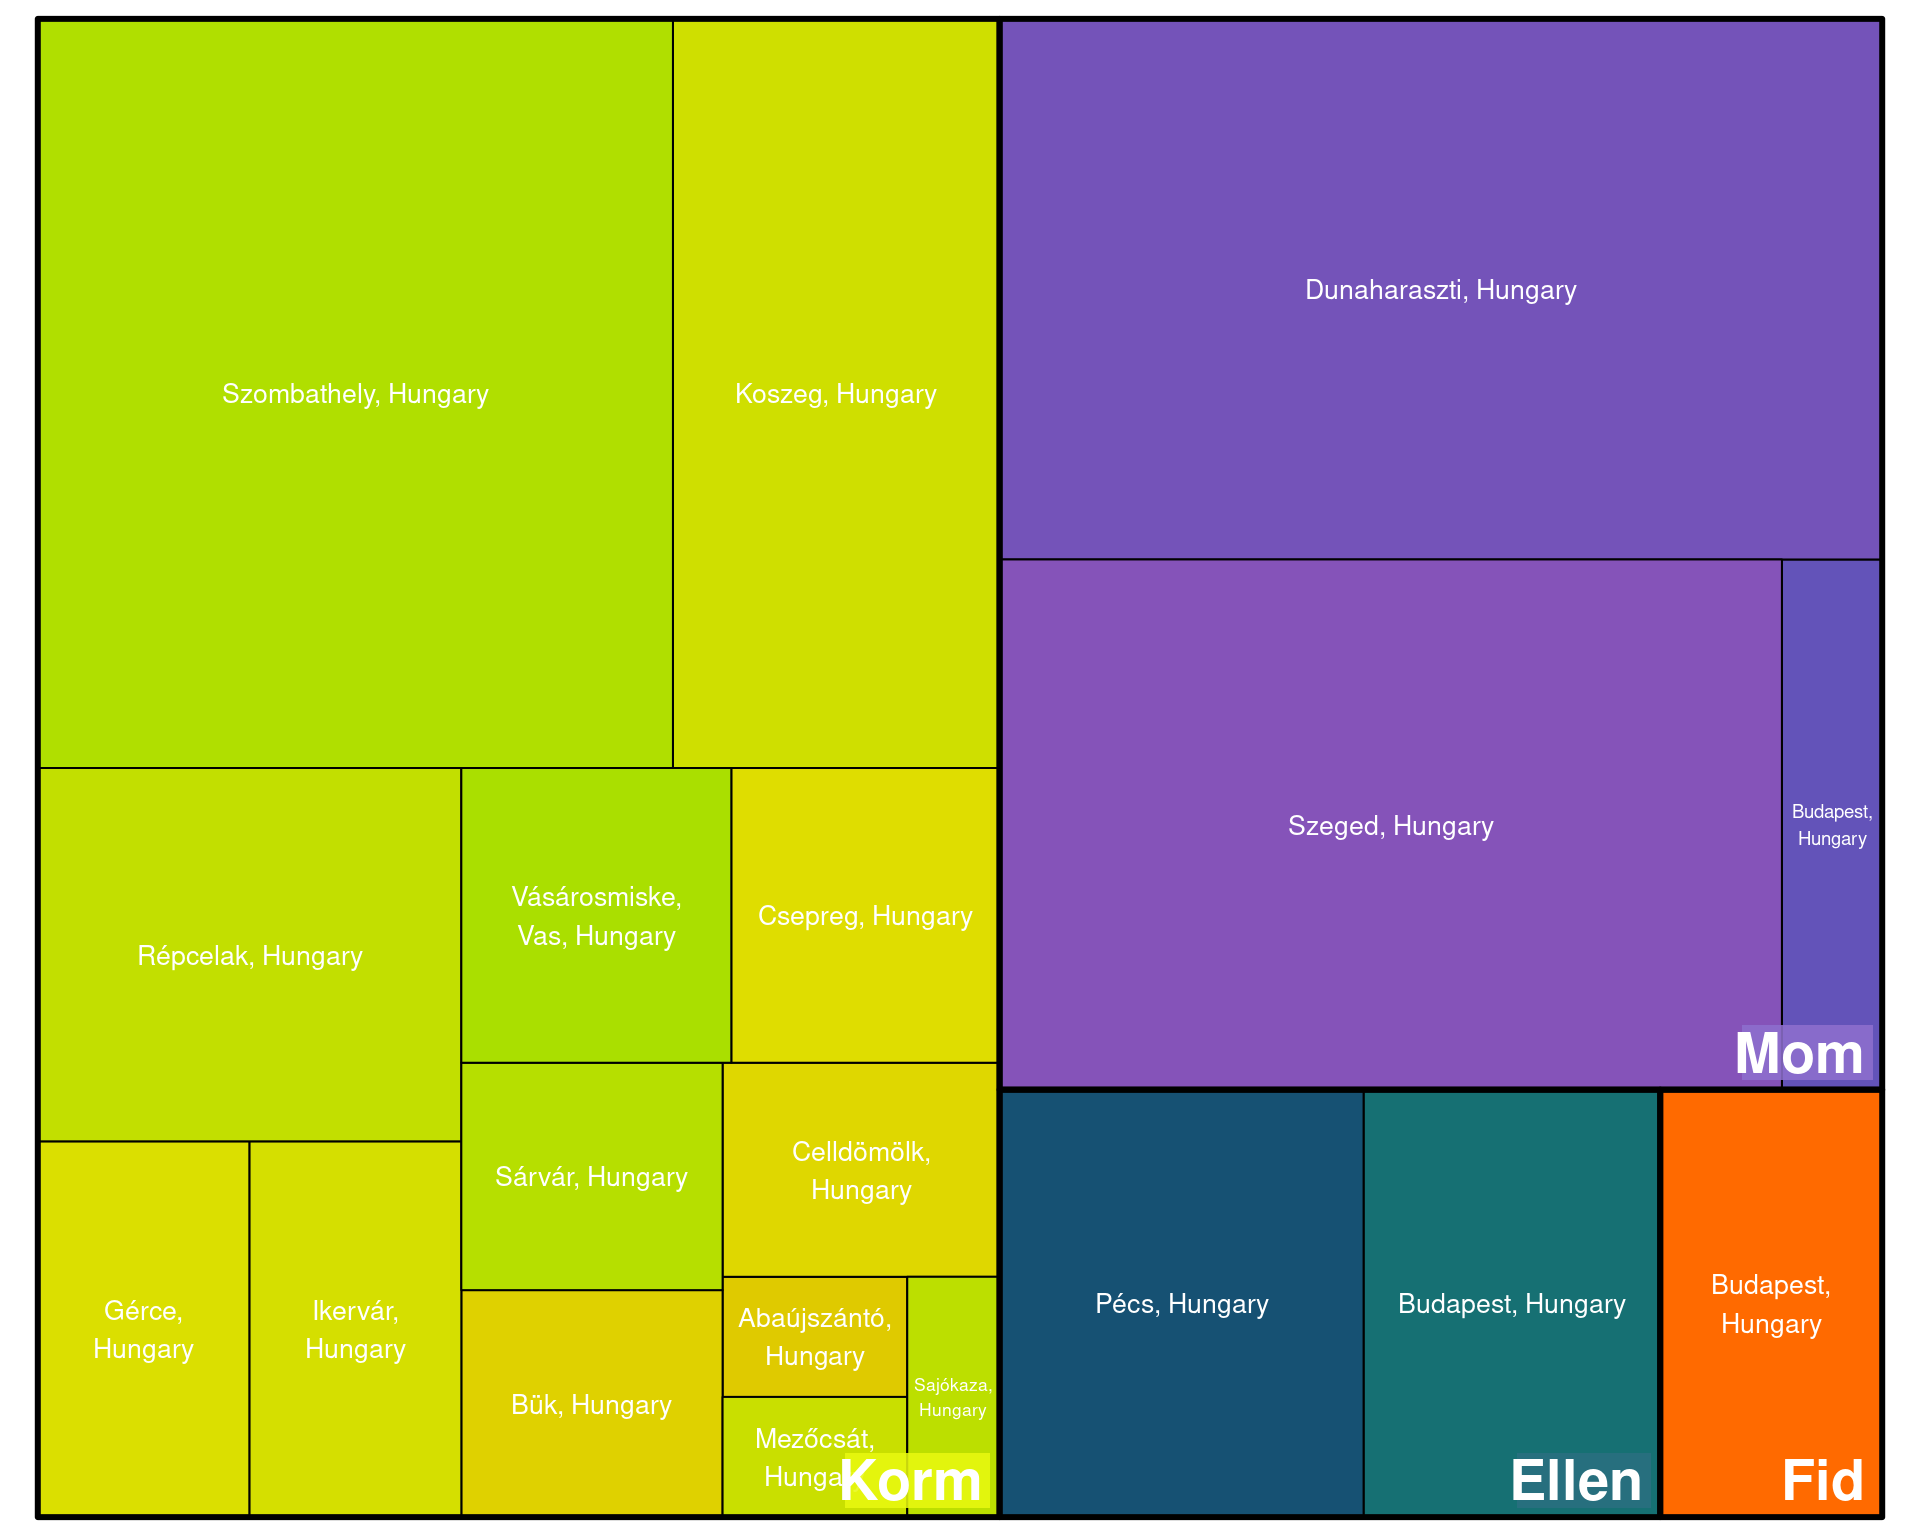 Szombathely, Hungary
Koszeg, Hungary
Répcelak, Hungary
Vásárosmiske,
Vas, Hungary
Csepreg, Hungary
Sárvár, Hungary
Celldömölk,
Hungary
Gérce,
Hungary
Ikervár,
Hungary
Bük, Hungary
Abaújszántó,
Hungary
Sajókaza,
Hungary
Mezőcsát,
Hunga
Korm
Dunaharaszti, Hungary
Szeged, Hungary
Budapest,
Hungary
Mom
Pécs, Hungary
Budapest, Hungary
Ellen
Budapest,
Hungary
Fid